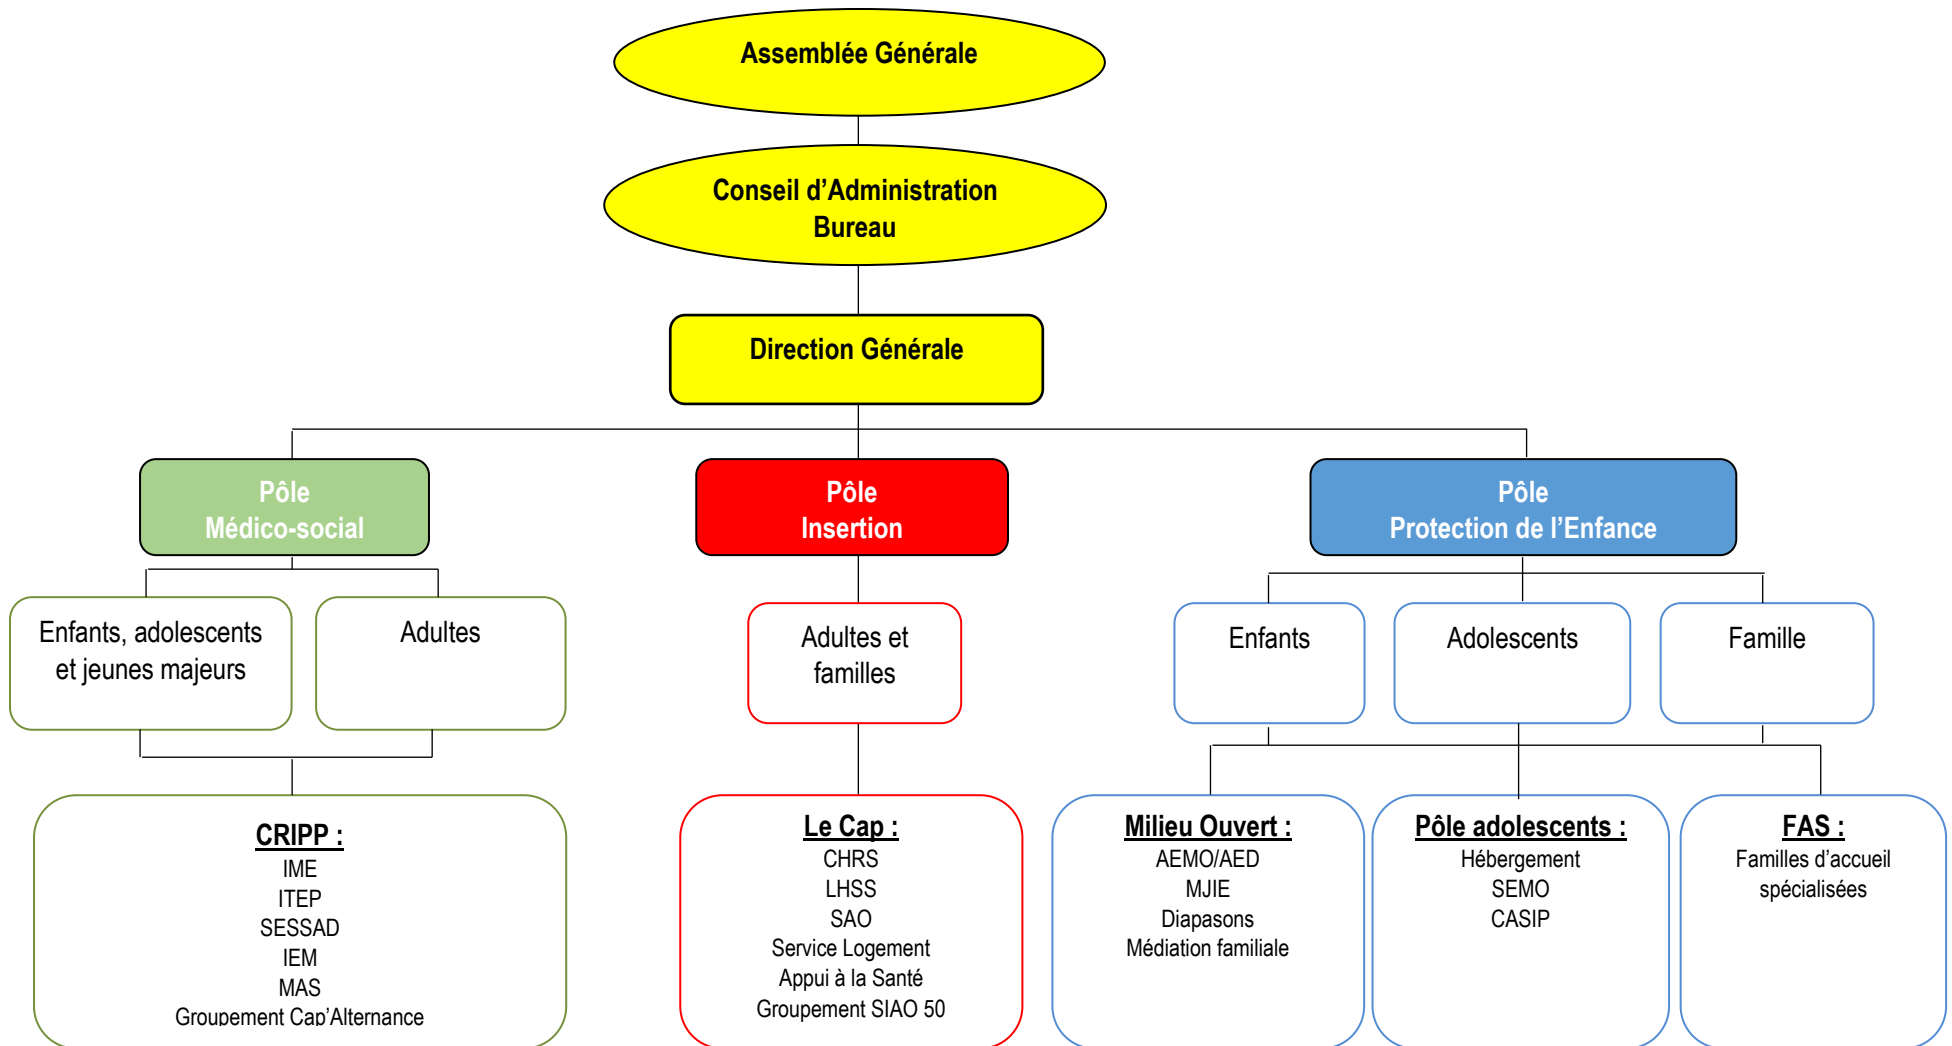 Assemblée Générale
Conseil d’Administration
Bureau
Direction Générale
Pôle
Médico-social
Pôle
Insertion
Pôle
Protection de l’Enfance
Enfants, adolescents
et jeunes majeurs
Adultes
Adultes et
familles
Enfants
Adolescents
Famille
CRIPP :
IME
ITEP
SESSAD
IEM
MAS
Groupement Cap’Alternance
Le Cap :
CHRS
LHSS
SAO
Service Logement
Appui à la Santé
Groupement SIAO 50
Milieu Ouvert :
AEMO/AED
MJIE
Diapasons
Médiation familiale
Pôle adolescents :
Hébergement
SEMO
CASIP
FAS :
Familles d’accueil
spécialisées